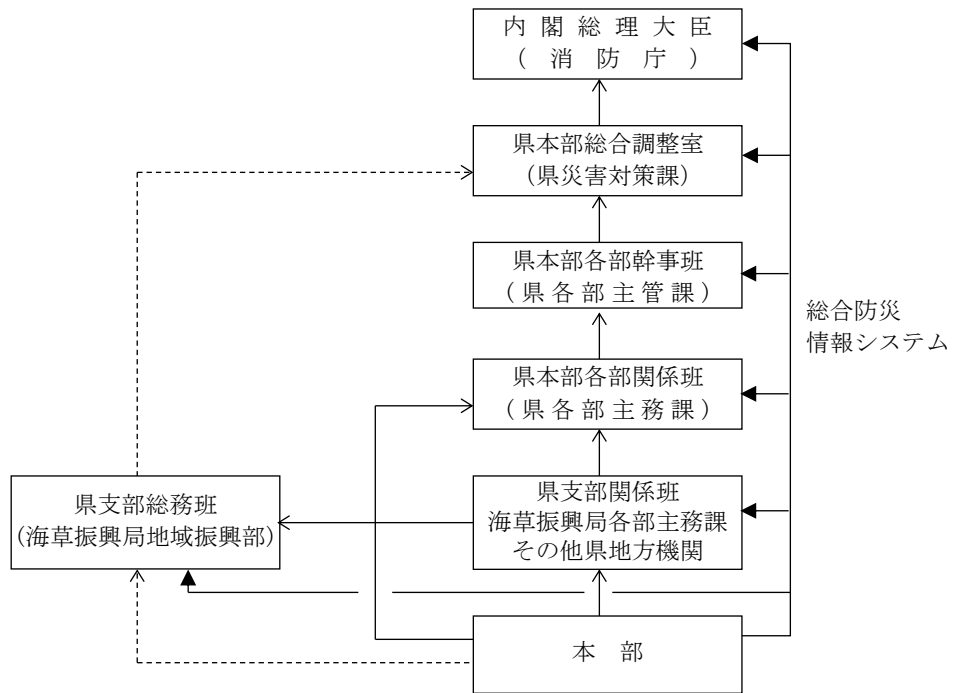 内閣総理大臣
(消防庁)
県本部総合調整室
(県災害対策課)
県本部各部幹事班
(県各部主管課)
総合防災
情報システム
県本部各部関係班
(県各部主務課)
県支部総務班
(海草振興局地域振興部)
県支部関係班
海草振興局各部主務課
その他県地方機関
本部